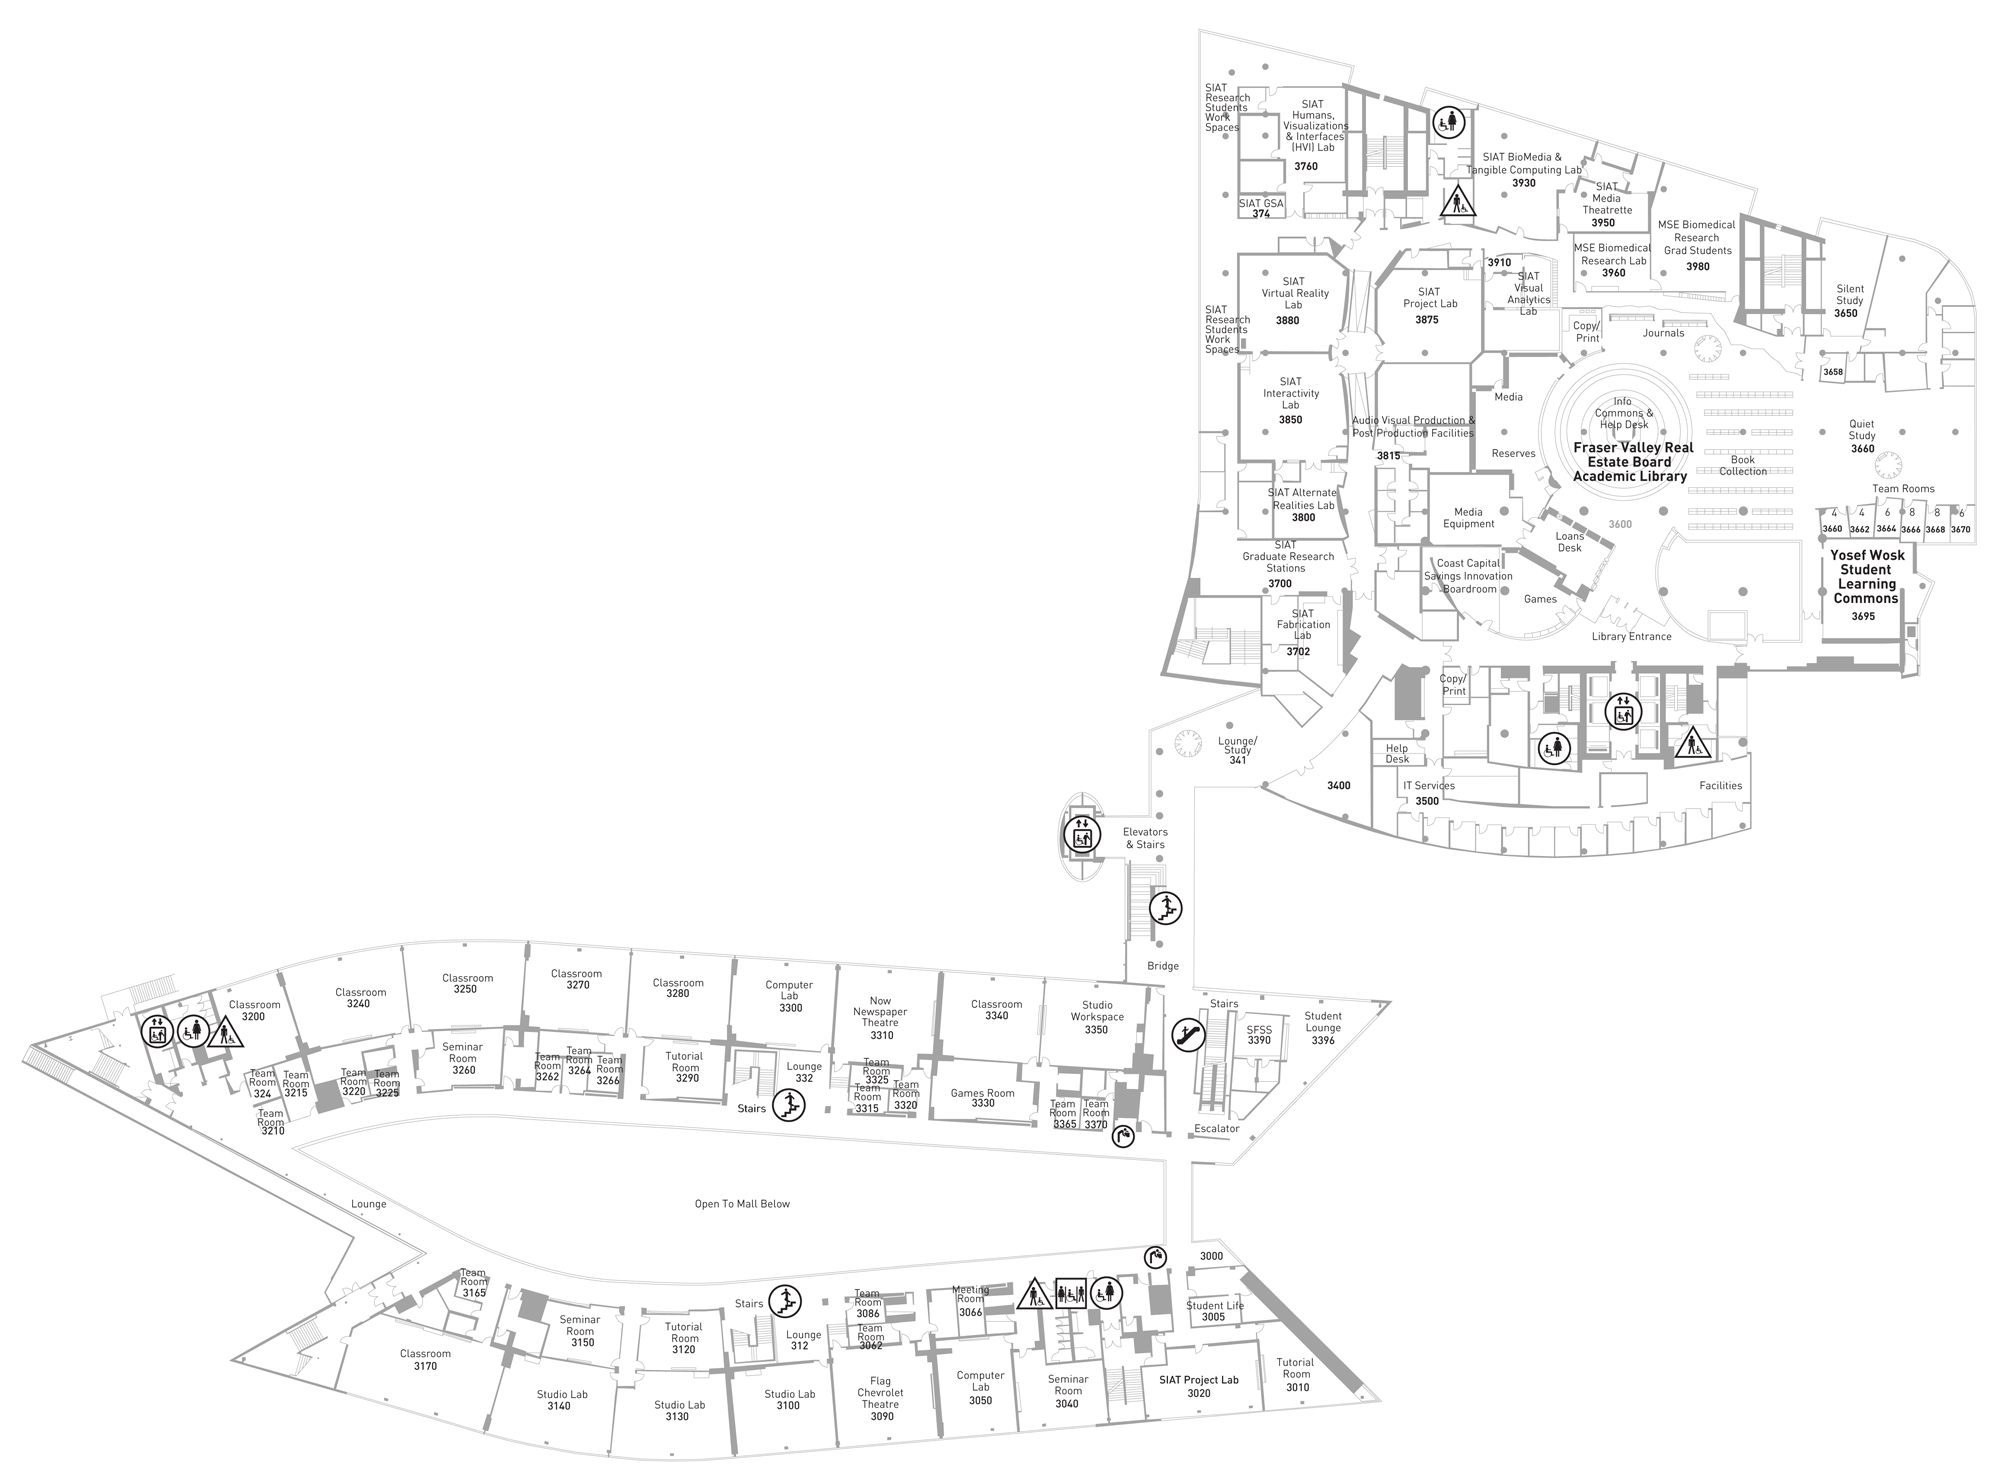 SIAT
Research
Students
Work
Spaces
SIAT
Humans,
Visualizations
& Interfaces
(HVI) Lab
3760
SIAT GSA
374
SIAT BioMedia &
Tangible Computing Lab
3930
SIAT
Media
Theatrette
3950
MSE Biomedical
Research
Grad Students
3980
MSE Biomedical
Research Lab
3960
3910
SIAT
Visual
Analytics
Lab
SIAT
Virtual Reality
Lab
3880
SIAT
Project Lab
3875
SIAT
Research
Students
Work
Spaces
Silent
Study
3650
Copy/
Print
Journals
3658
SIAT
Interactivity
Lab
3850
Media
Info
Commons &
Help Desk
Fraser Valley Real
Estate Board
Academic Library
Audio Visual Production &
Post Production Facilities
3815
Reserves
Book
Collection
Quiet
Study
3660
Team Rooms
4
4
6
8
8
6
3660
3662
3664
3666
3668
3670
SIAT Alternate
Realities Lab
3800
Media
Equipment
3600
Loans
Desk
SIAT
Graduate Research
Stations
3700
Coast Capital
Savings Innovation
Boardroom
Games
Yosef Wosk
Student
Learning
Commons
3695
SIAT
Fabrication
Lab
3702
Library Entrance
Copy/
Print
Lounge/
Study
341
Help
Desk
3400
IT Services
3500
Facilities
Elevators
& Stairs
Bridge
Classroom
3200
Classroom
3240
Classroom
3250
Classroom
3270
Classroom
3280
Computer
Lab
3300
Now
Newspaper
Theatre
3310
Classroom
3340
Studio
Workspace
3350
Stairs
SFSS
3390
Student
Lounge
3396
Team
Room
324
Team
Room
3215
Team
Room
3220
Team
Room
3225
Team
Room
3210
Seminar
Room
3260
Team
Room
3262
Team
Room
3264
Team
Room
3266
Tutorial
Room
3290
Stairs
Lounge
332
Team
Room
3325
Team
Room
3315
Team
Room
3320
Games Room
3330
Team
Room
3365
Team
Room
3370
Escalator
Lounge
Open To Mall Below
3000
Team
Room
3165
Classroom
3170
Seminar
Room
3150
Tutorial
Room
3120
Stairs
Lounge
312
Team
Room
3086
Team
Room
3062
Meeting
Room
3066
Student Life
3005
Studio Lab
3140
Studio Lab
3130
Studio Lab
3100
Flag
Chevrolet
Theatre
3090
Computer
Lab
3050
Seminar
Room
3040
SIAT Project Lab
3020
Tutorial
Room
3010